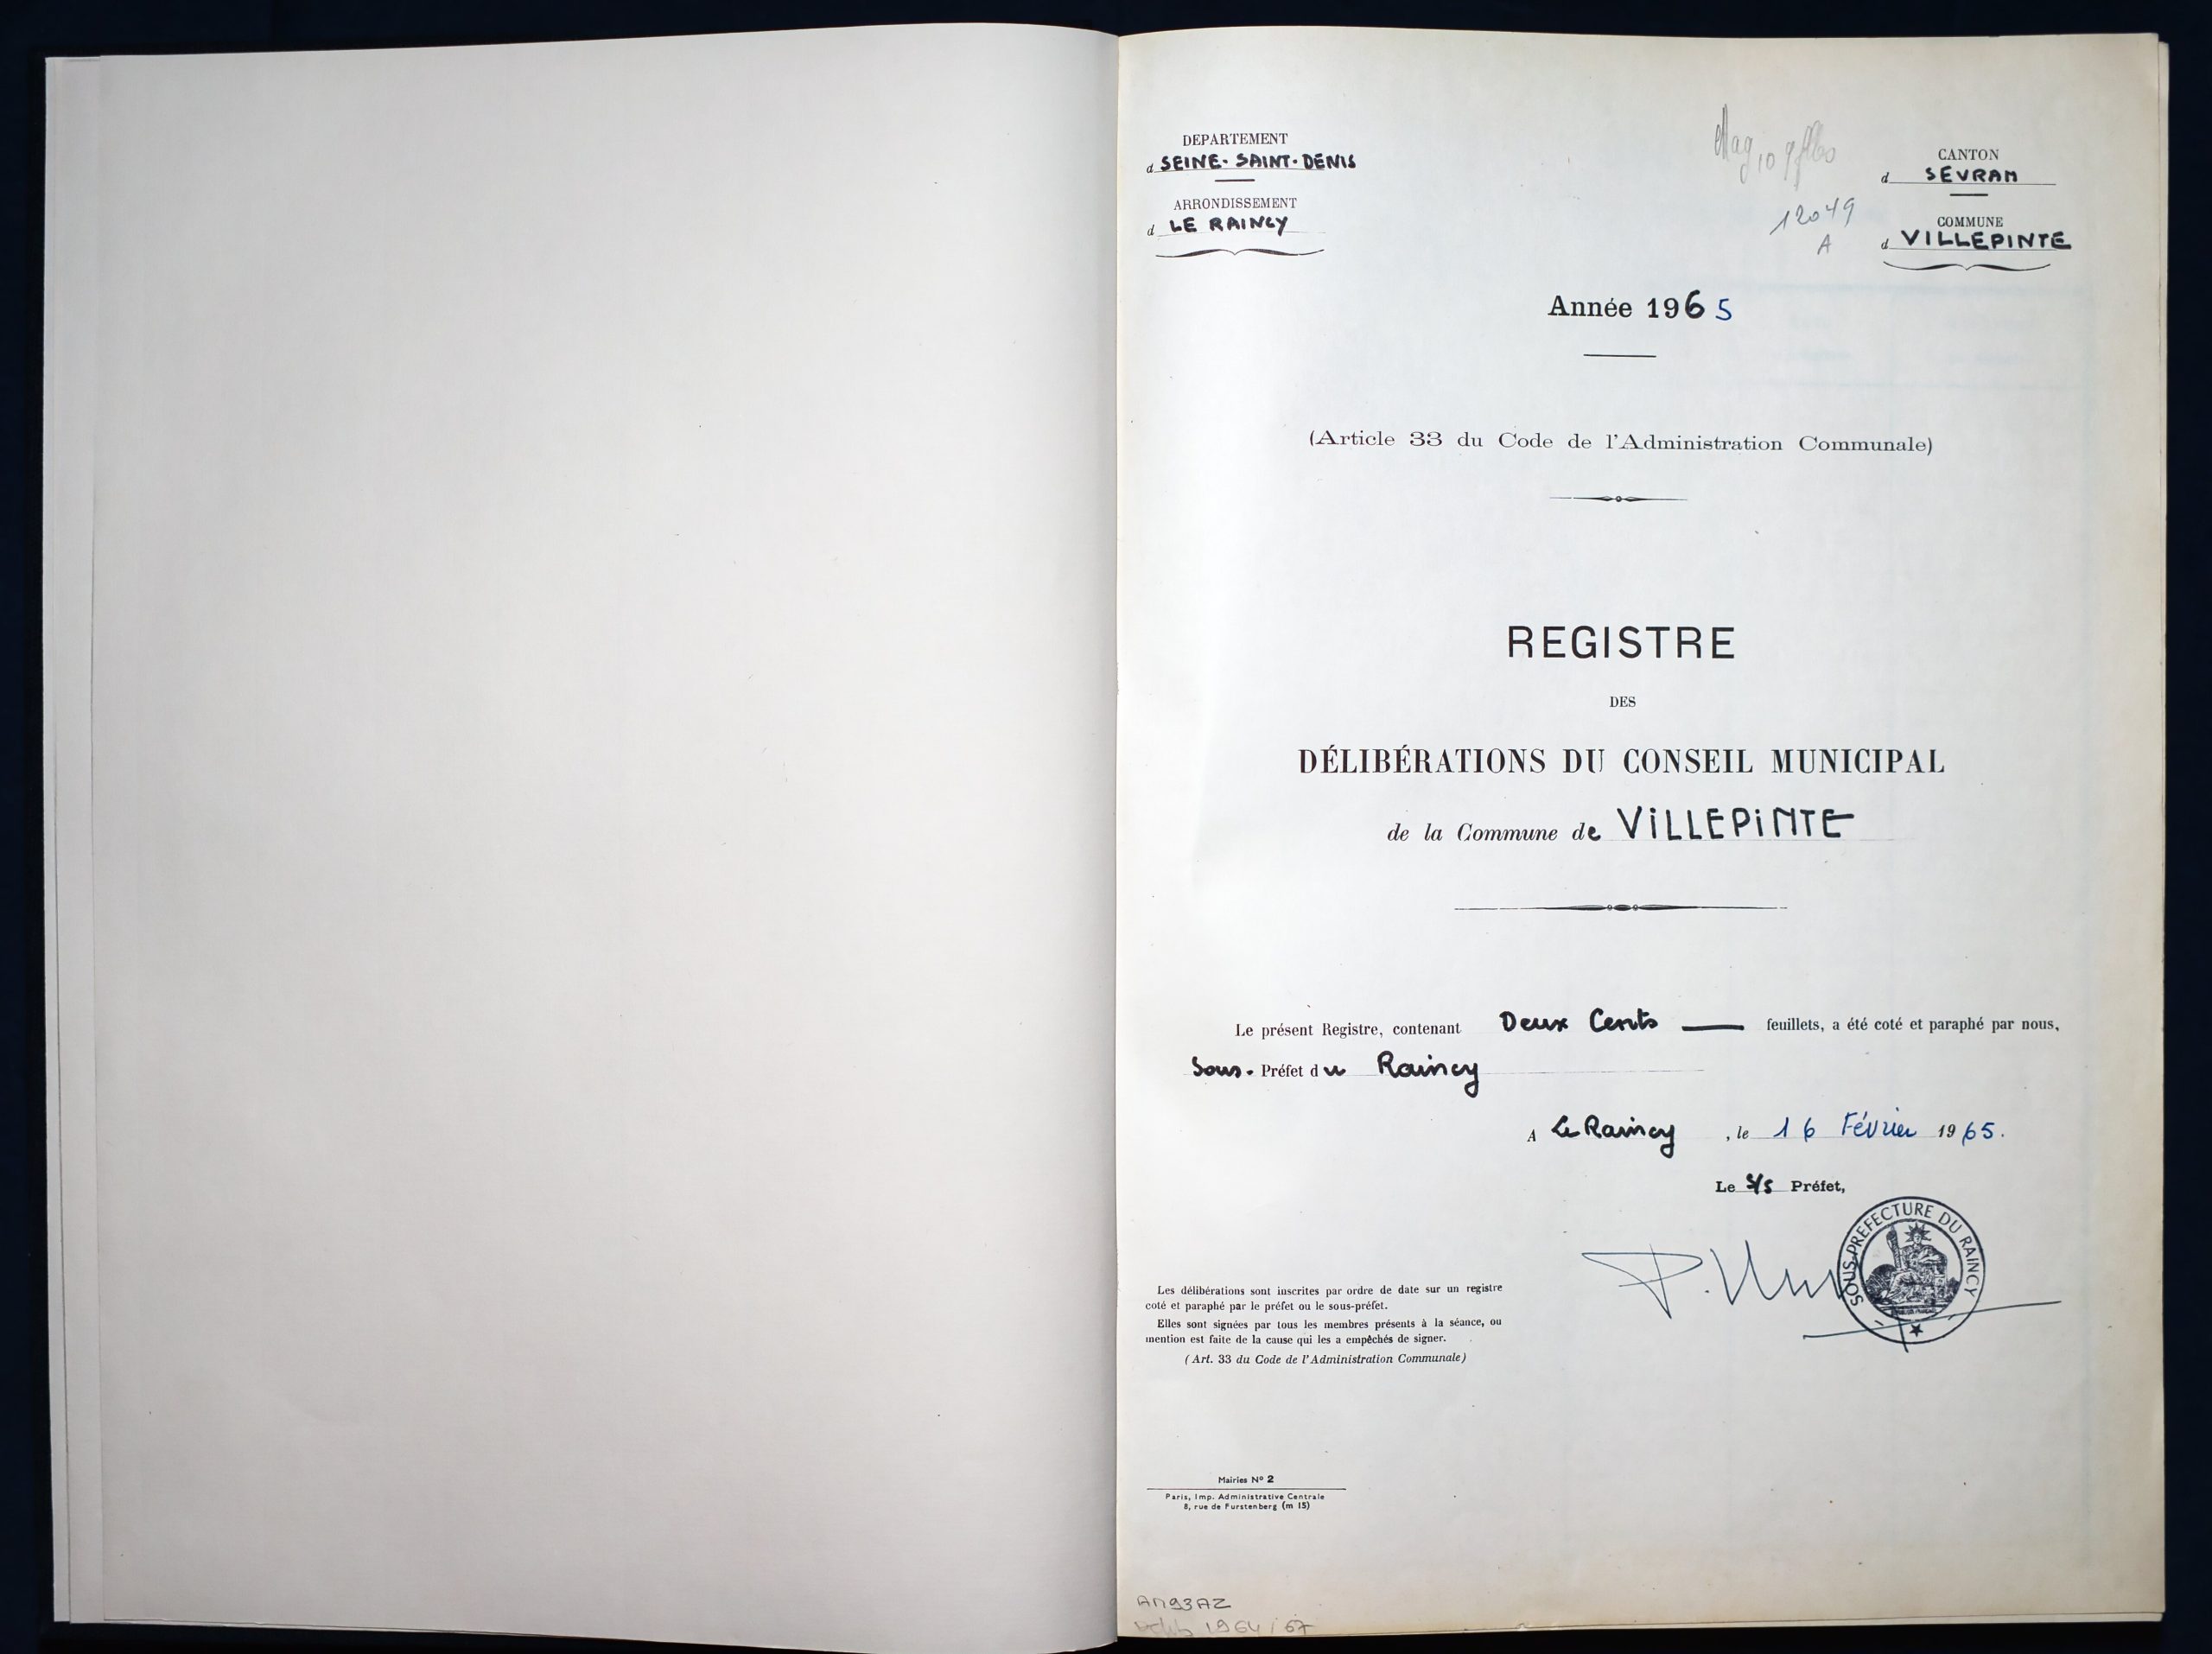 DEPARTEMENT
d SEINE-SAINT-DENIS
ARRONDISSEMENT
d LE RAINCY
12049
A
CANTON
d SEVRAN
COMMUNE
d VILLEPINTE
Année 1965
(Article 33 du Code de l'Administration Communale)
REGISTRE
DES
DÉLIBÉRATIONS DU CONSEIL MUNICIPAL
de la Commune de VILLEPINTE
Le présent Registre, contenant Deux Cents — feuillets, a été coté et paraphé par nous,
Sous-Préfet du Raincy
A Le Raincy, le 16 Février 1965.
Le S/S Préfet,
SOUS-PREFECTURE DU RAINCY
Les délibérations sont inscrites par ordre de date sur un registre
coté et paraphé par le préfet ou le sous-préfet.
Elles sont signées par tous les membres présents à la séance, ou
mention est faite de la cause qui les a empêchés de signer.
(Art. 33 du Code de l'Administration Communale)
Mairies N° 2
Paris, Imp. Administrative Centrale
8, rue de Furstenberg (m 15)
1964/67